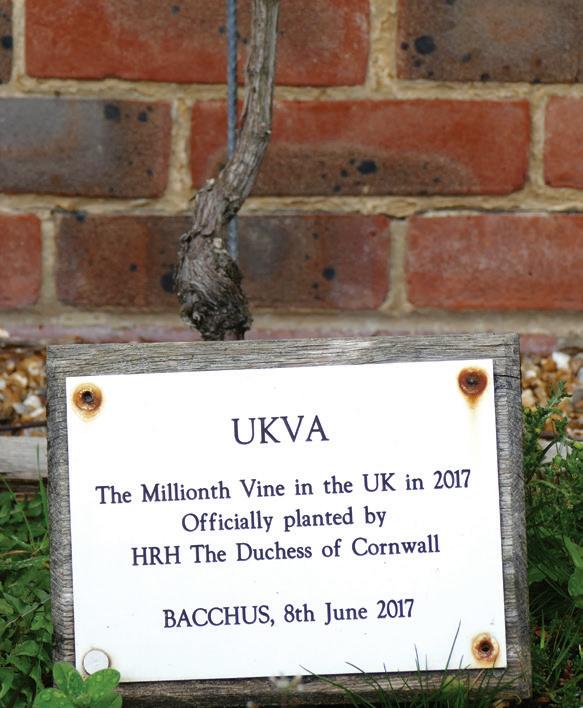 UKVA
The Millionth Vine in the UK in 2017
Officially planted by
HRH The Duchess of Cornwall
BACCHUS, 8th June 2017